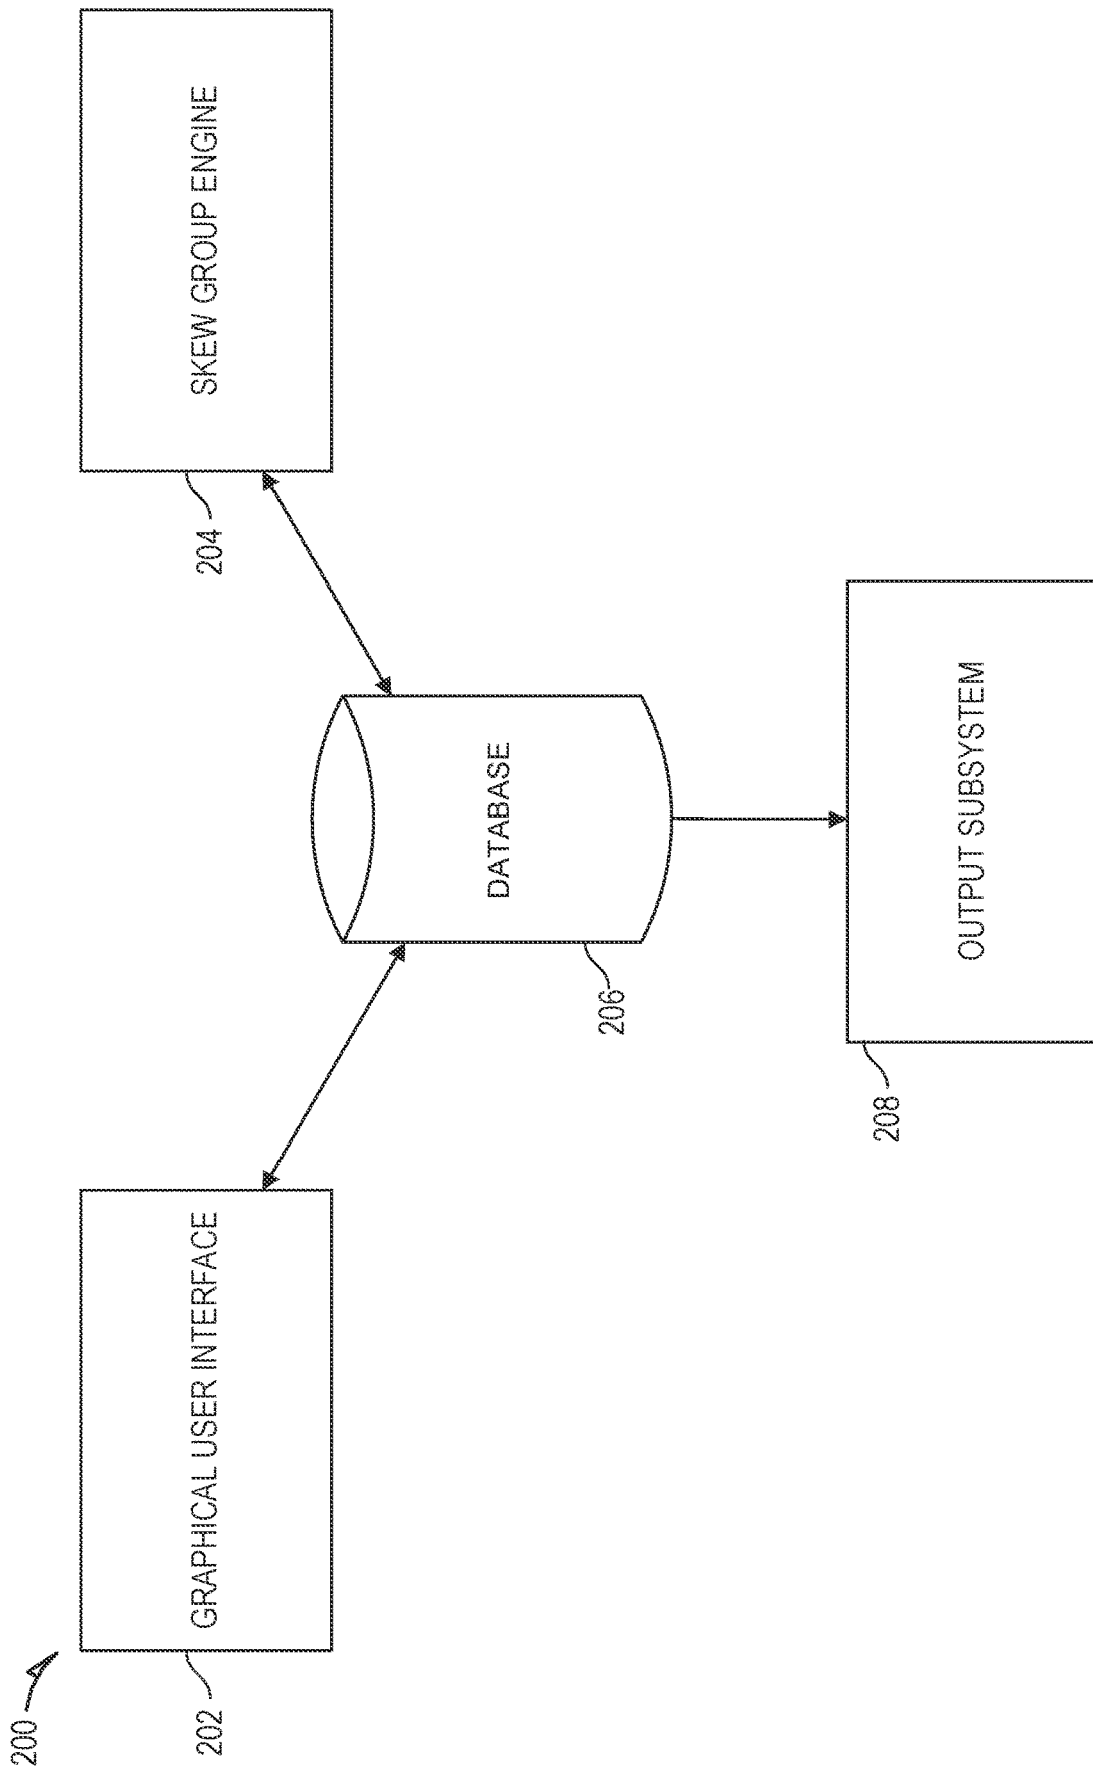 200
GRAPHICAL USER INTERFACE
202
SKEW GROUP ENGINE
204
DATABASE
206
OUTPUT SUBSYSTEM
208